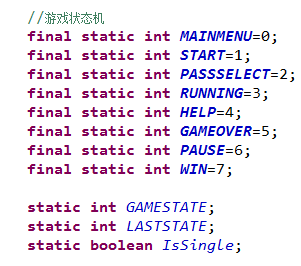 //游戏状态机
final static int MAINMENU=0;
final static int START=1;
final static int PASSSELECT=2;
final static int RUNNING=3;
final static int HELP=4;
final static int GAMEOVER=5;
final static int PAUSE=6;
final static int WIN=7;
static int GAMESTATE;
static int LASTSTATE;
static boolean IsSingle;